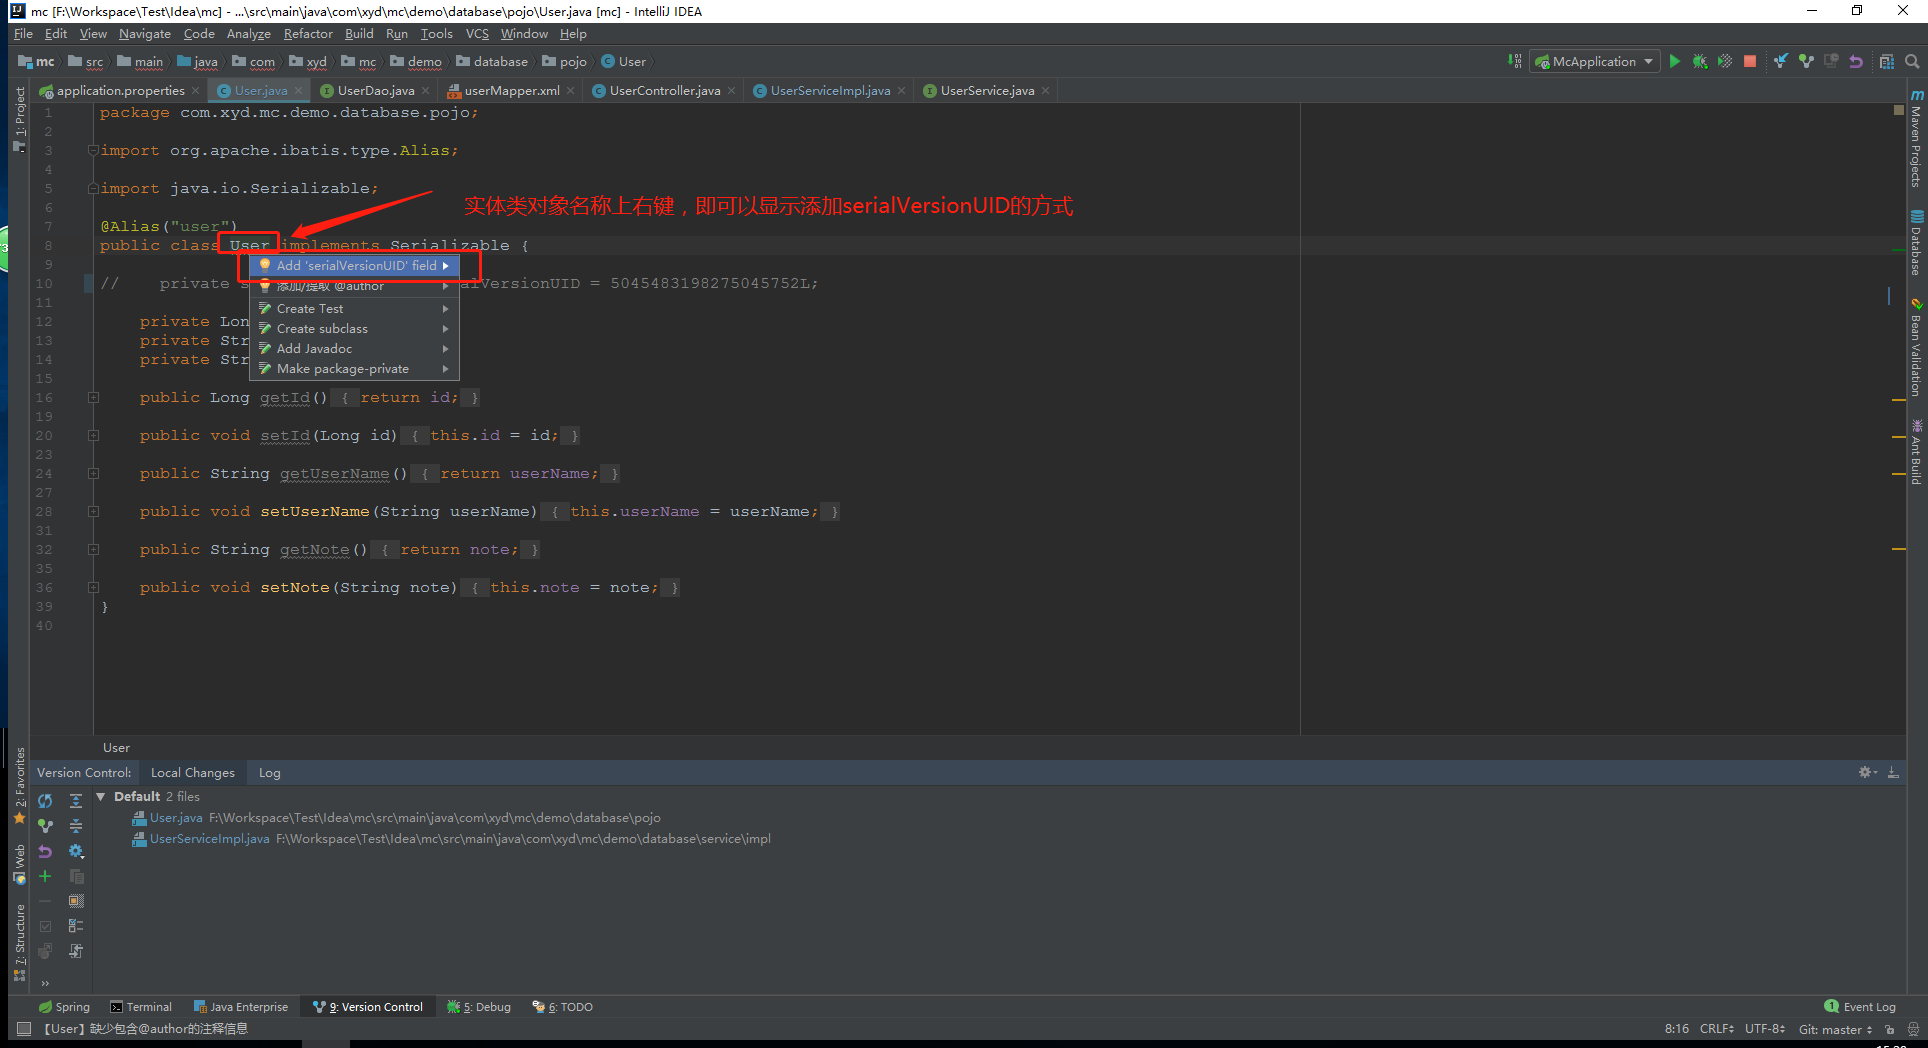 mc [F:\Workspace\Test\Idea\mc] - ...\src\main\java\com\xyd\mc\demo\database\pojo\User.java [mc] - IntelliJ IDEA
File Edit View Navigate Code Analyze Refactor Build Run Tools VCS Window Help
mc src main java com xyd mc demo database pojo User McApplication
application.properties User.java UserDao.java userMapper.xml UserController.java UserServiceImpl.java UserService.java
1: Project
1 package com.xyd.mc.demo.database.pojo;
2
3 import org.apache.ibatis.type.Alias;
4
5 import java.io.Serializable;
6
实体类对象名称上右键，即可以显示添加serialVersionUID的方式
7 @Alias("user")
8 public class User implements Serializable {
9
Add 'serialVersionUID' field
10 // private s alVersionUID = 5045483198275045752L;
添加/提取 @author
11
Create Test
12 private Lon
Create subclass
13 private Str
Add Javadoc
14 private Str
Make package-private
15
16 public Long getId() { return id; }
19
20 public void setId(Long id) { this.id = id; }
23
24 public String getUserName() { return userName; }
27
28 public void setUserName(String userName) { this.userName = userName; }
31
32 public String getNote() { return note; }
35
36 public void setNote(String note) { this.note = note; }
39 }
40
Maven Projects
Database
Bean Validation
Ant Build
User
2: Favorites
Web
7: Structure
Version Control: Local Changes Log
Default 2 files
User.java F:\Workspace\Test\Idea\mc\src\main\java\com\xyd\mc\demo\database\pojo
UserServiceImpl.java F:\Workspace\Test\Idea\mc\src\main\java\com\xyd\mc\demo\database\service\impl
Spring Terminal Java Enterprise 9: Version Control 5: Debug 6: TODO 1 Event Log
【User】缺少包含@author的注释信息 8:16 CRLF UTF-8 Git: master